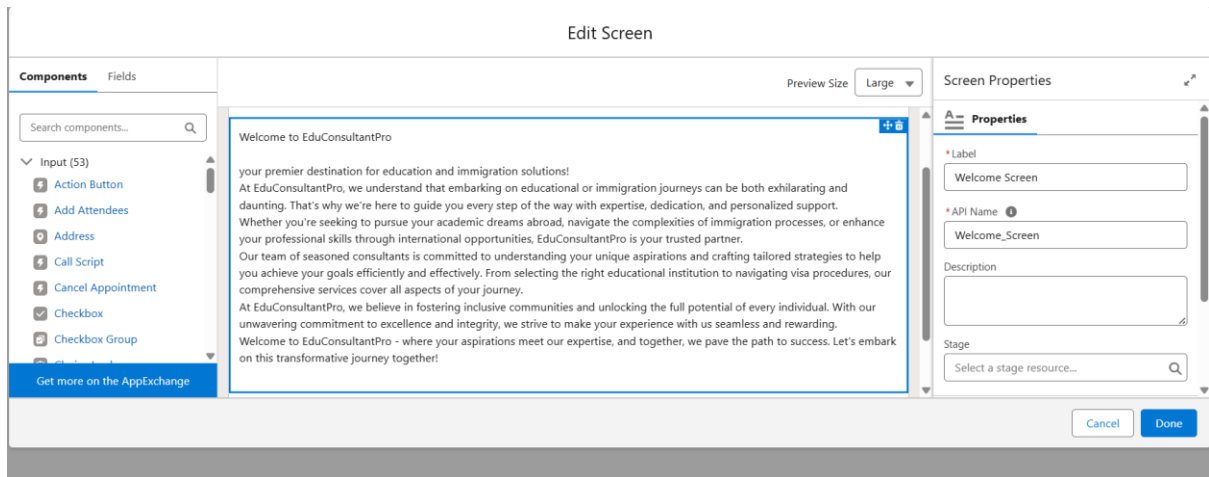 Edit Screen
Components Fields
Preview Size Large
Screen Properties
Search components...
Input (53)
Action Button
Add Attendees
Address
Call Script
Cancel Appointment
Checkbox
Checkbox Group
Get more on the AppExchange
Welcome to EduConsultantPro
your premier destination for education and immigration solutions!
At EduConsultantPro, we understand that embarking on educational or immigration journeys can be both exhilarating and
daunting. That's why we're here to guide you every step of the way with expertise, dedication, and personalized support.
Whether you're seeking to pursue your academic dreams abroad, navigate the complexities of immigration processes, or enhance
your professional skills through international opportunities, EduConsultantPro is your trusted partner.
Our team of seasoned consultants is committed to understanding your unique aspirations and crafting tailored strategies to help
you achieve your goals efficiently and effectively. From selecting the right educational institution to navigating visa procedures, our
comprehensive services cover all aspects of your journey.
At EduConsultantPro, we believe in fostering inclusive communities and unlocking the full potential of every individual. With our
unwavering commitment to excellence and integrity, we strive to make your experience with us seamless and rewarding.
Welcome to EduConsultantPro - where your aspirations meet our expertise, and together, we pave the path to success. Let's embark
on this transformative journey together!
Properties
*Label
Welcome Screen
*API Name
Welcome_Screen
Description
Stage
Select a stage resource...
Cancel Done